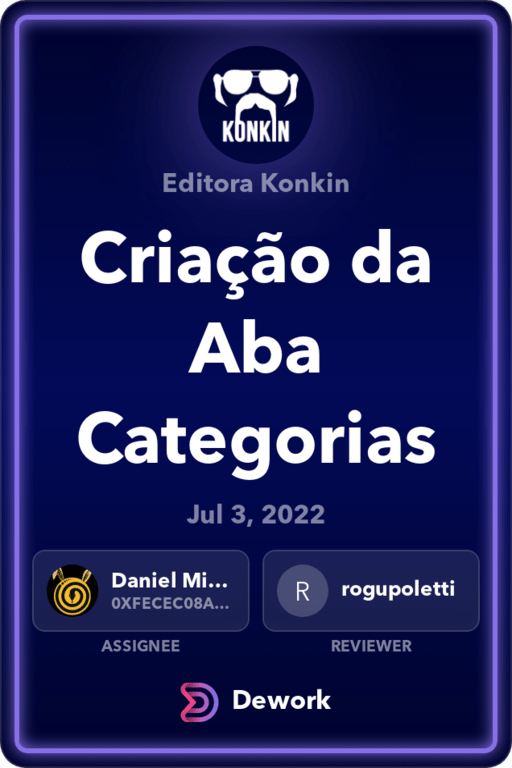 KONKIN
Editora Konkin
Criação da
Aba
Categorias
Jul 3, 2022
Daniel Mi...
0XFECEC08A...
ASSIGNEE
R
rogupoletti
REVIEWER
Dework